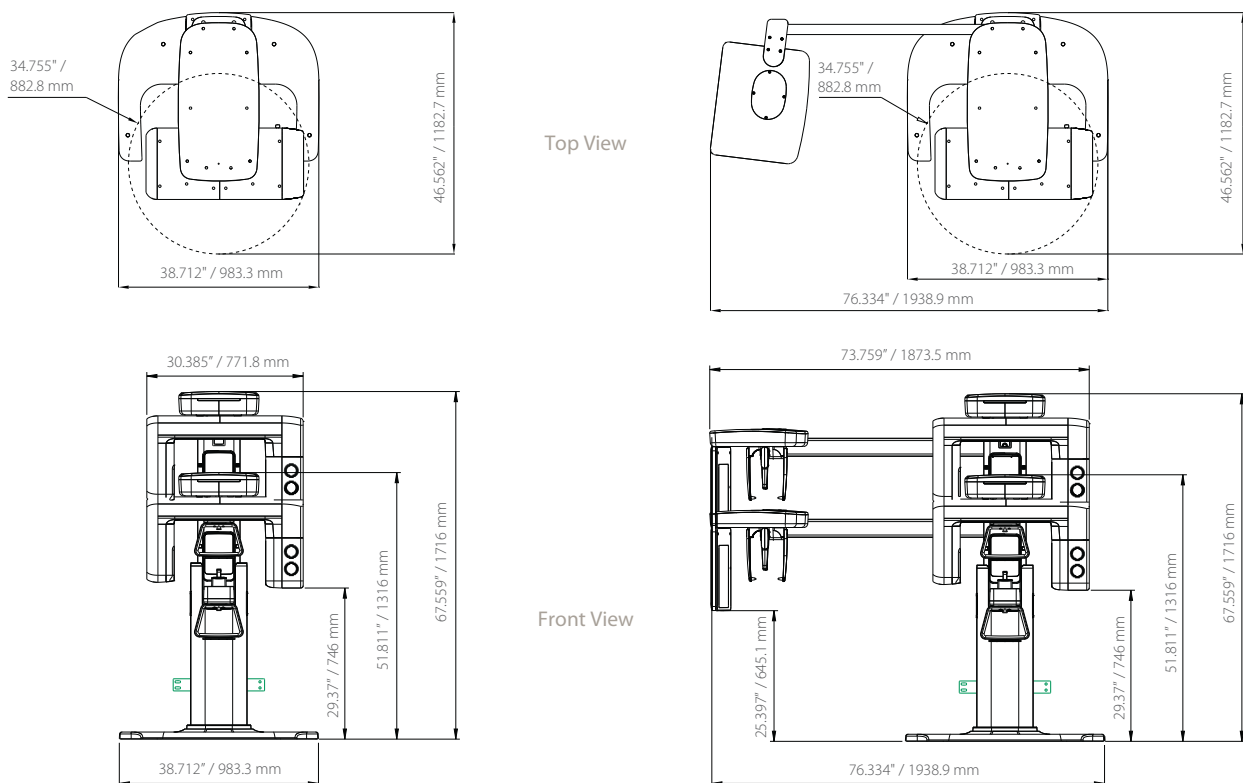 34.755" /
882.8 mm
46.562" / 1182.7 mm
38.712" / 983.3 mm
Top View
34.755" /
882.8 mm
46.562" / 1182.7 mm
38.712" / 983.3 mm
76.334" / 1938.9 mm
30.385" / 771.8 mm
67.559" / 1716 mm
51.811" / 1316 mm
29.37" / 746 mm
38.712" / 983.3 mm
Front View
73.759" / 1873.5 mm
67.559" / 1716 mm
51.811" / 1316 mm
29.37" / 746 mm
25.397" / 645.1 mm
76.334" / 1938.9 mm